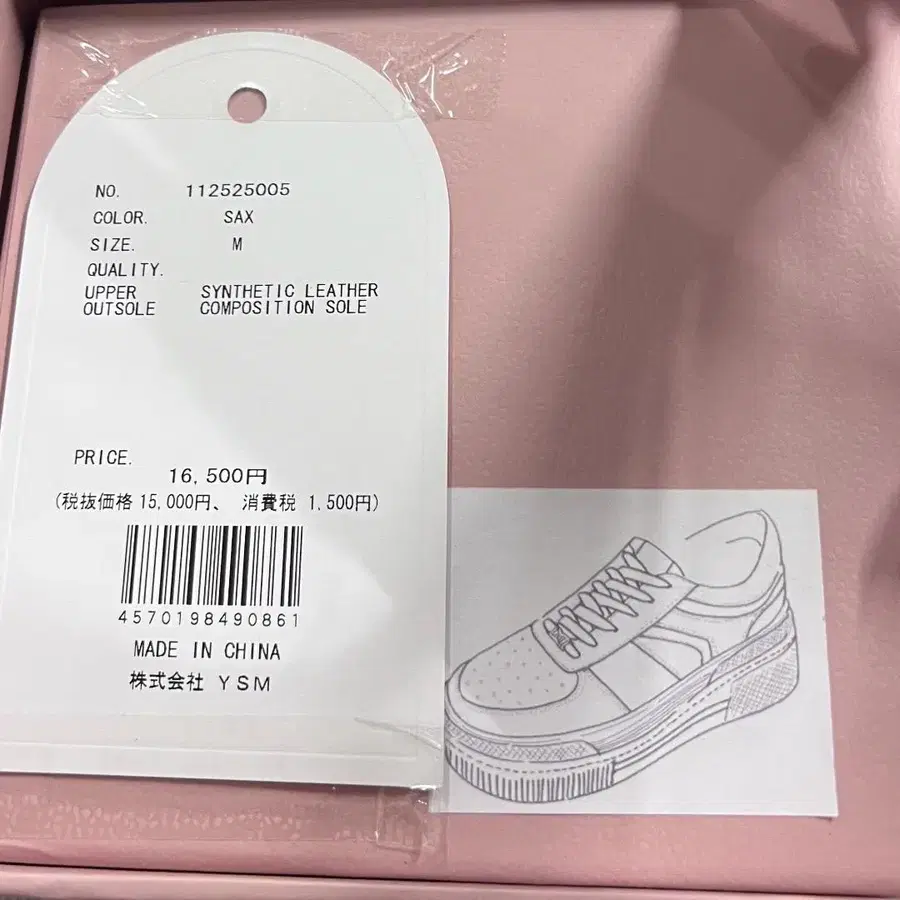 NO. 112525005
COLOR. SAX
SIZE. M
QUALITY.
UPPER SYNTHETIC LEATHER
OUTSOLE COMPOSITION SOLE
PRICE.
16,500円
(税抜価格 15,000円、 消費税 1,500円)
4570198490861
MADE IN CHINA
株式会社 YSM